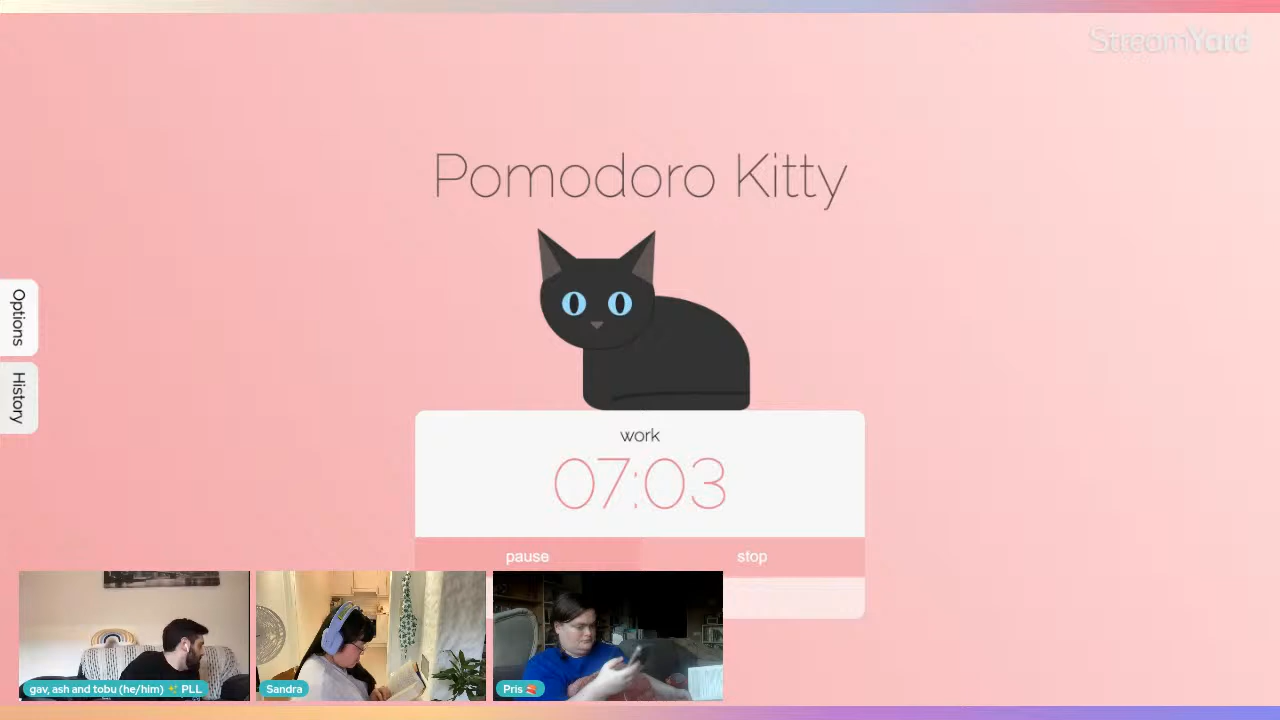 StreamYard
Pomodoro Kitty
Options
History
work
07:03
pause
stop
gav, ash and tobu (he/him) ✨ PLL
Sandra
Pris